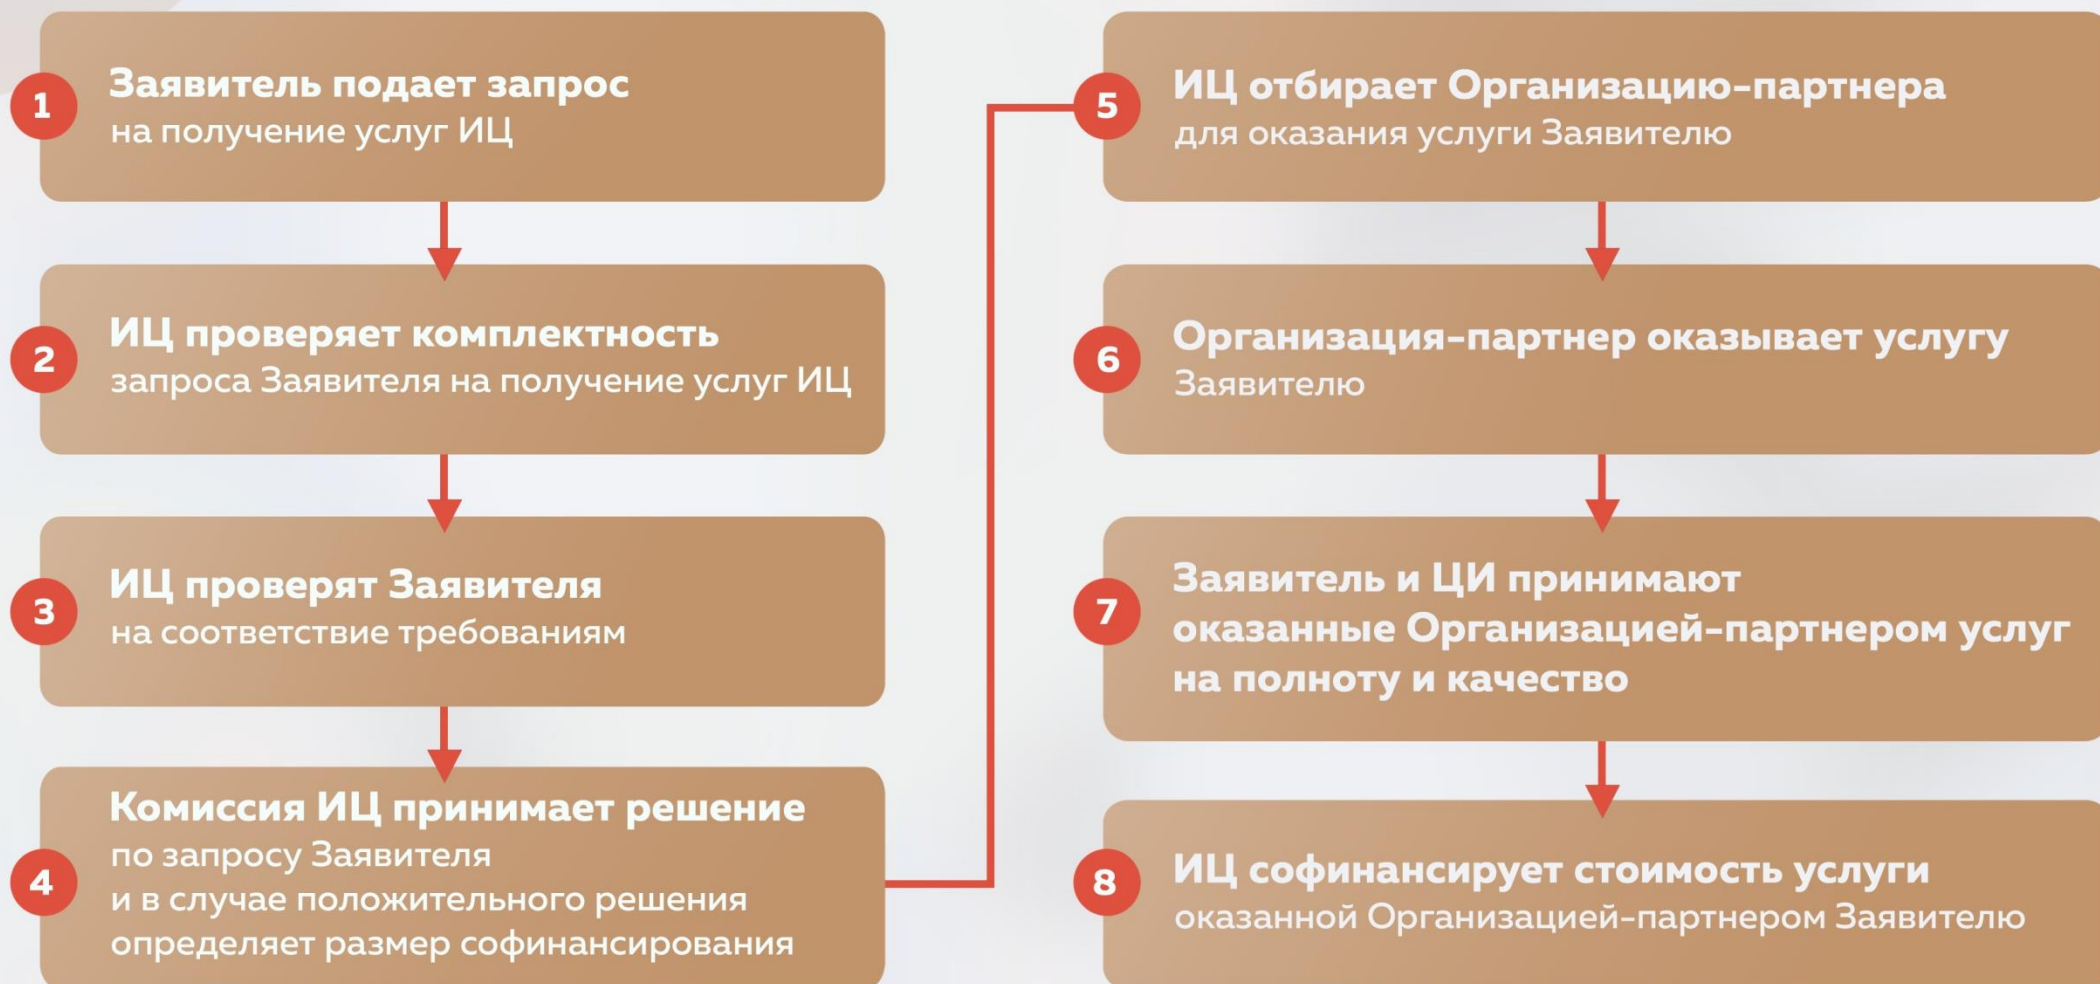 1
Заявитель подает запрос
на получение услуг ИЦ
2
ИЦ проверяет комплектность
запроса Заявителя на получение услуг ИЦ
3
ИЦ проверят Заявителя
на соответствие требованиям
4
Комиссия ИЦ принимает решение
по запросу Заявителя
и в случае положительного решения
определяет размер софинансирования
5
ИЦ отбирает Организацию-партнера
для оказания услуги Заявителю
6
Организация-партнер оказывает услугу
Заявителю
7
Заявитель и ЦИ принимают
оказанные Организацией-партнером услуг
на полноту и качество
8
ИЦ софинансирует стоимость услуги
оказанной Организацией-партнером Заявителю